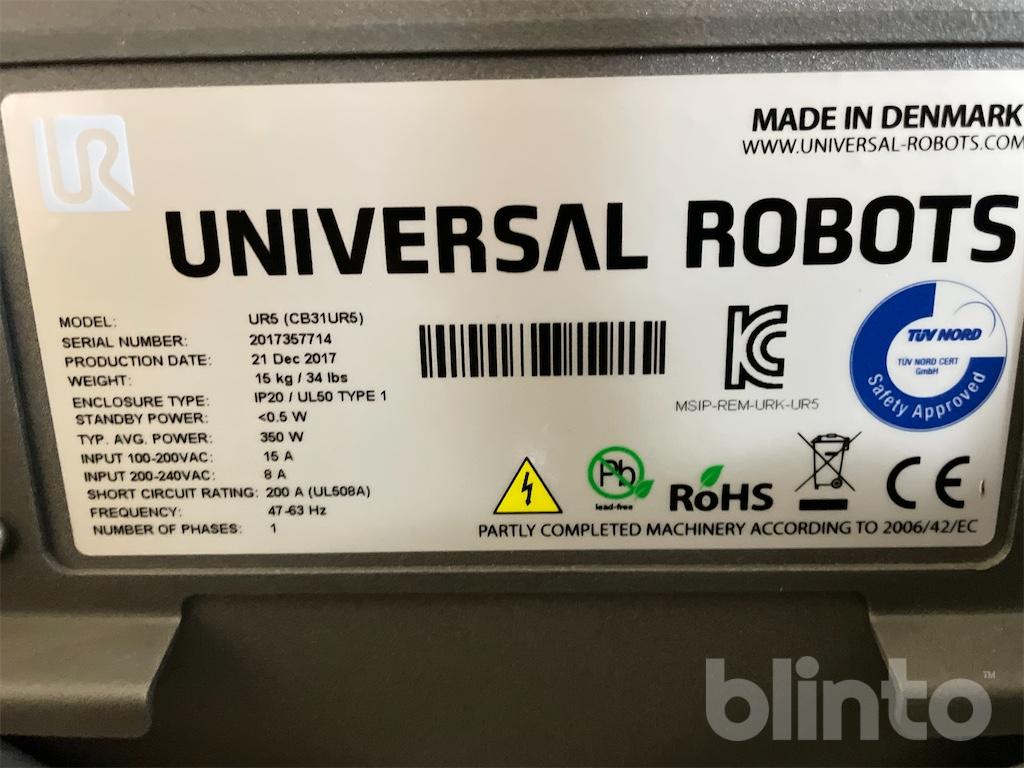 UR
MADE IN DENMARK
WWW.UNIVERSAL-ROBOTS.COM
UNIVERSAL ROBOTS
MODEL: UR5 (CB31UR5)
SERIAL NUMBER: 2017357714
PRODUCTION DATE: 21 Dec 2017
WEIGHT: 15 kg / 34 lbs
ENCLOSURE TYPE: IP20 / UL50 TYPE 1
STANDBY POWER: <0.5 W
TYP. AVG. POWER: 350 W
INPUT 100-200VAC: 15 A
INPUT 200-240VAC: 8 A
SHORT CIRCUIT RATING: 200 A (UL508A)
FREQUENCY: 47-63 Hz
NUMBER OF PHASES: 1
KC
MSIP-REM-URK-UR5
TÜV NORD
TÜV NORD CERT
GmbH
Safety Approved
Pb
lead-free
RoHS
CE
PARTLY COMPLETED MACHINERY ACCORDING TO 2006/42/EC
blinto™